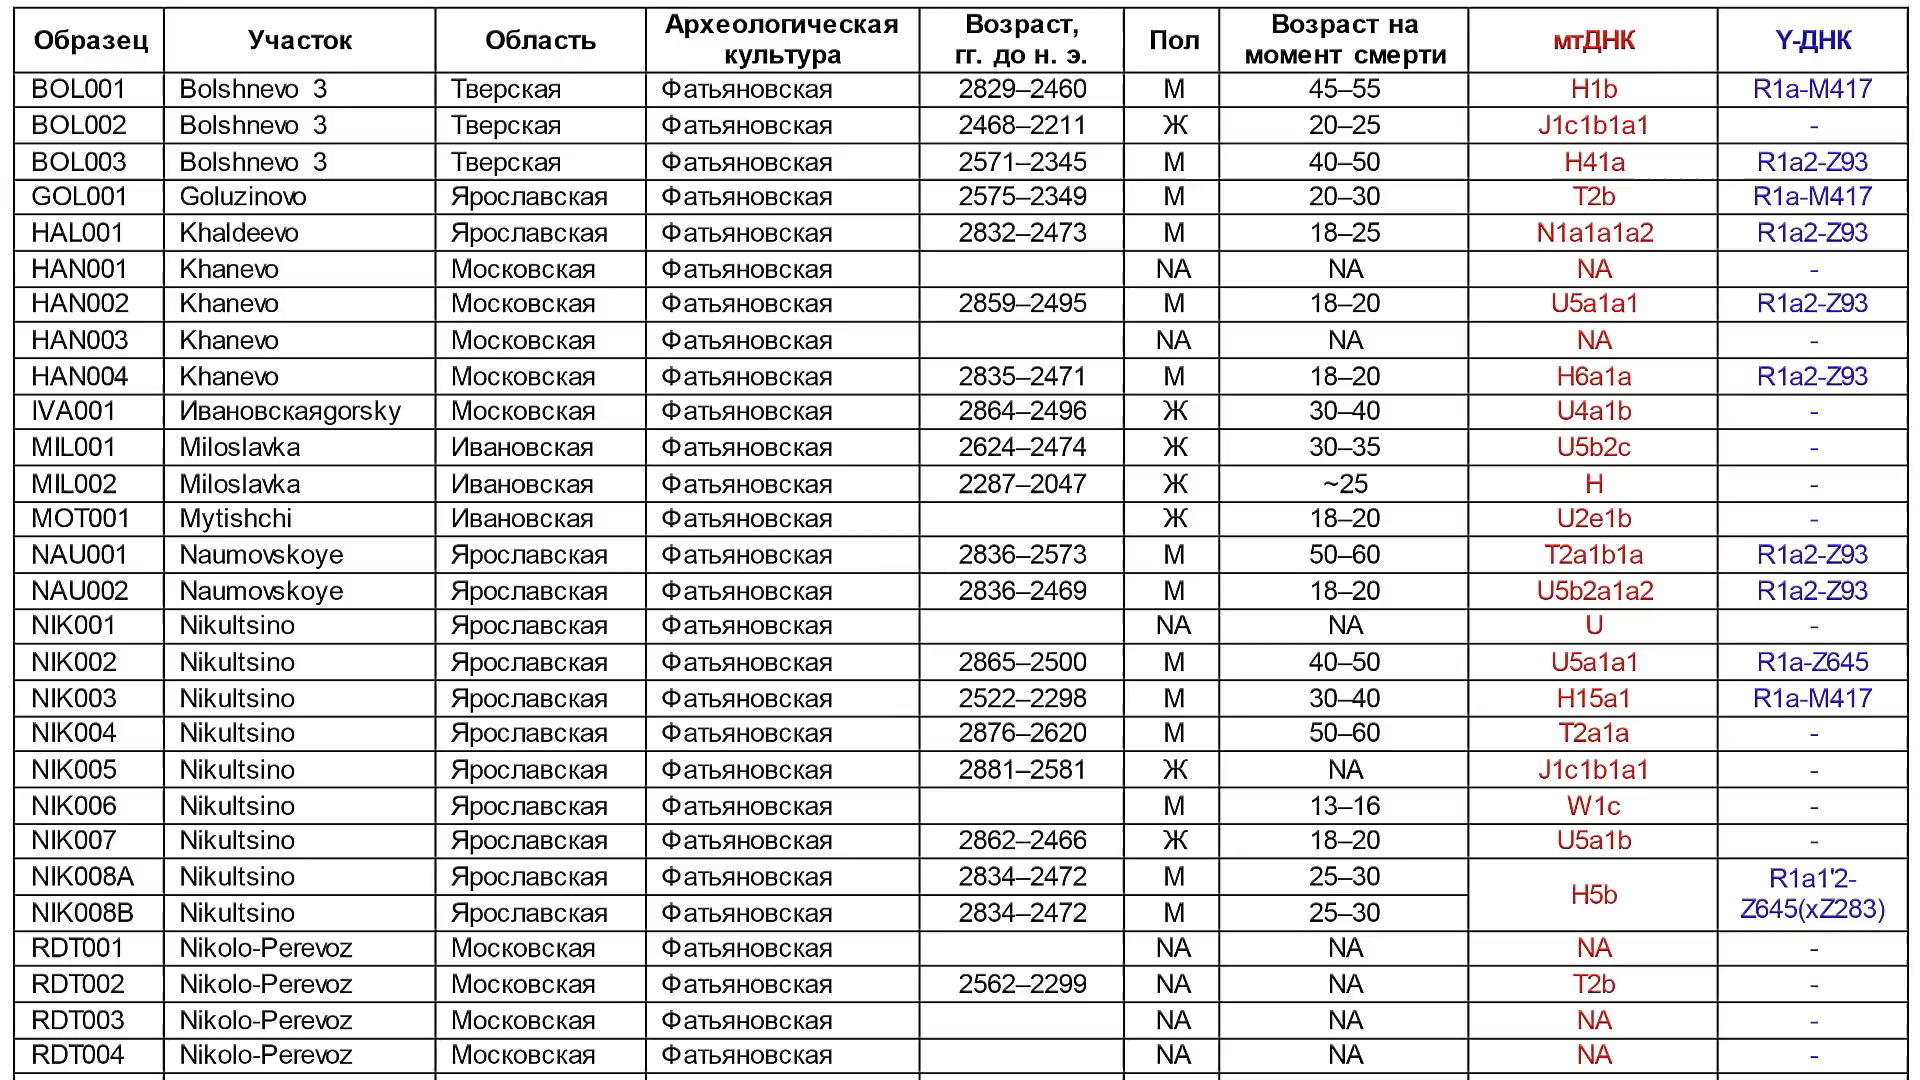 Образец Участок Область Археологическая культура Возраст, гг. до н. э. Пол Возраст на момент смерти мтДНК Y-ДНК
BOL001 Bolshnevo 3 Тверская Фатьяновская 2829–2460 М 45–55 H1b R1a-M417
BOL002 Bolshnevo 3 Тверская Фатьяновская 2468–2211 Ж 20–25 J1c1b1a1 -
BOL003 Bolshnevo 3 Тверская Фатьяновская 2571–2345 М 40–50 H41a R1a2-Z93
GOL001 Goluzinovo Ярославская Фатьяновская 2575–2349 М 20–30 T2b R1a-M417
HAL001 Khaldeevo Ярославская Фатьяновская 2832–2473 М 18–25 N1a1a1a2 R1a2-Z93
HAN001 Khanevo Московская Фатьяновская NA NA NA -
HAN002 Khanevo Московская Фатьяновская 2859–2495 М 18–20 U5a1a1 R1a2-Z93
HAN003 Khanevo Московская Фатьяновская NA NA NA -
HAN004 Khanevo Московская Фатьяновская 2835–2471 М 18–20 H6a1a R1a2-Z93
IVA001 Ивановскаяgorsky Московская Фатьяновская 2864–2496 Ж 30–40 U4a1b -
MIL001 Miloslavka Ивановская Фатьяновская 2624–2474 Ж 30–35 U5b2c -
MIL002 Miloslavka Ивановская Фатьяновская 2287–2047 Ж ~25 H -
MOT001 Mytishchi Ивановская Фатьяновская Ж 18–20 U2e1b -
NAU001 Naumovskoye Ярославская Фатьяновская 2836–2573 М 50–60 T2a1b1a R1a2-Z93
NAU002 Naumovskoye Ярославская Фатьяновская 2836–2469 М 18–20 U5b2a1a2 R1a2-Z93
NIK001 Nikultsino Ярославская Фатьяновская NA NA U -
NIK002 Nikultsino Ярославская Фатьяновская 2865–2500 М 40–50 U5a1a1 R1a-Z645
NIK003 Nikultsino Ярославская Фатьяновская 2522–2298 М 30–40 H15a1 R1a-M417
NIK004 Nikultsino Ярославская Фатьяновская 2876–2620 М 50–60 T2a1a -
NIK005 Nikultsino Ярославская Фатьяновская 2881–2581 Ж NA J1c1b1a1 -
NIK006 Nikultsino Ярославская Фатьяновская М 13–16 W1c -
NIK007 Nikultsino Ярославская Фатьяновская 2862–2466 Ж 18–20 U5a1b -
NIK008A Nikultsino Ярославская Фатьяновская 2834–2472 М 25–30 H5b R1a1'2-
NIK008B Nikultsino Ярославская Фатьяновская 2834–2472 М 25–30 Z645(xZ283)
RDT001 Nikolo-Perevoz Московская Фатьяновская NA NA NA -
RDT002 Nikolo-Perevoz Московская Фатьяновская 2562–2299 NA NA T2b -
RDT003 Nikolo-Perevoz Московская Фатьяновская NA NA NA -
RDT004 Nikolo-Perevoz Московская Фатьяновская NA NA NA -